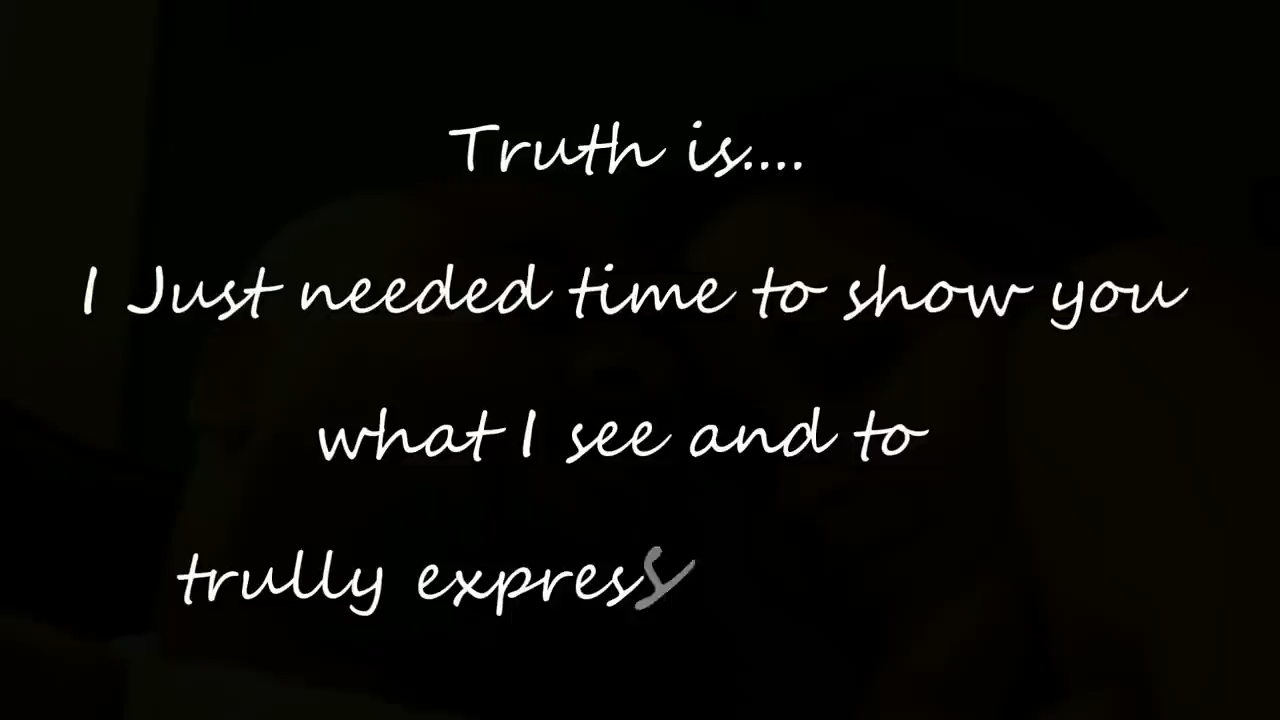 Truth is....
I Just needed time to show you
what I see and to
trully express